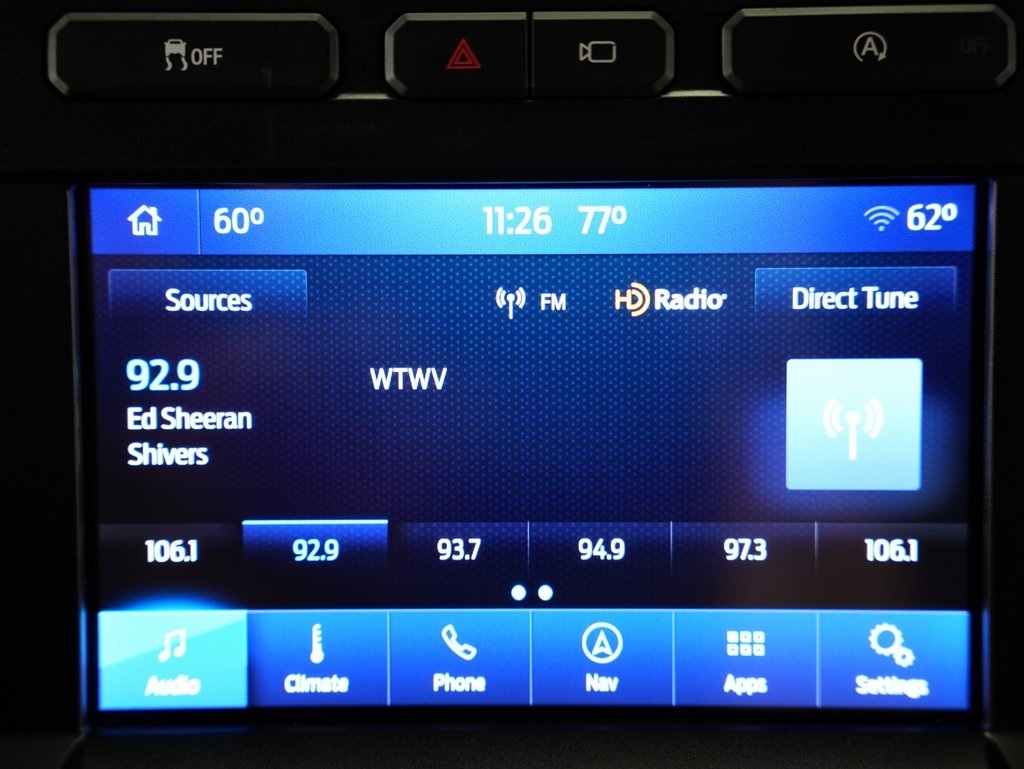 OFF
A OFF
60° 11:26 77° 62°
Sources FM HD Radio Direct Tune
92.9 WTWV
Ed Sheeran
Shivers
106.1 92.9 93.7 94.9 97.3 106.1
Audio Climate Phone Nav Apps Settings